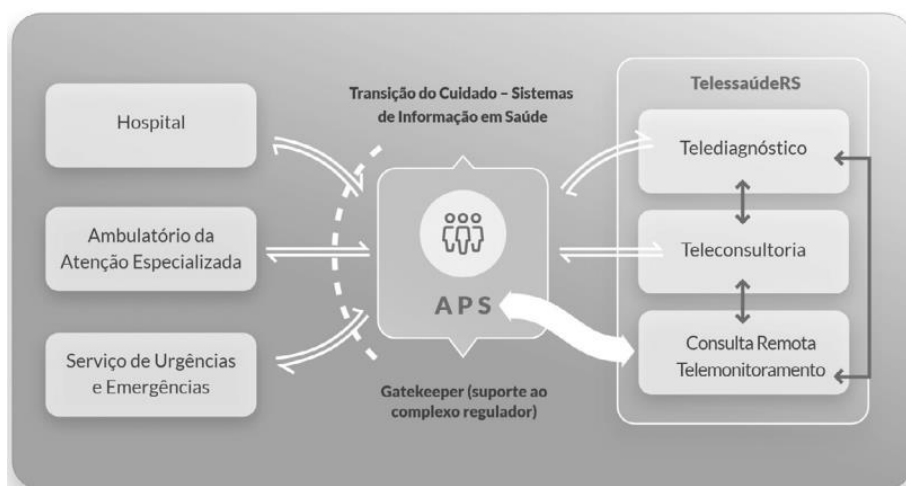 Hospital
Ambulatório da
Atenção Especializada
Serviço de Urgências
e Emergências
Transição do Cuidado – Sistemas
de Informação em Saúde
APS
Gatekeeper (suporte ao
complexo regulador)
TelessaúdeRS
Telediagnóstico
Teleconsultoria
Consulta Remota
Telemonitoramento